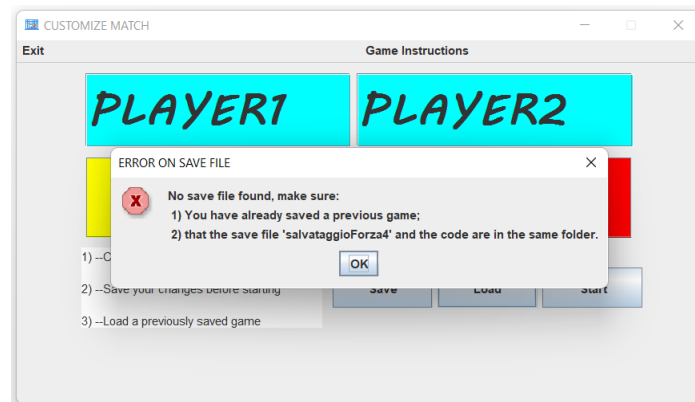 CUSTOMIZE MATCH
Exit Game Instructions
PLAYER1 PLAYER2
ERROR ON SAVE FILE
No save file found, make sure:
1) You have already saved a previous game;
2) that the save file 'salvataggioForza4' and the code are in the same folder.
OK
1) --C
2) --Save your changes before starting
Save Load Start
3) --Load a previously saved game